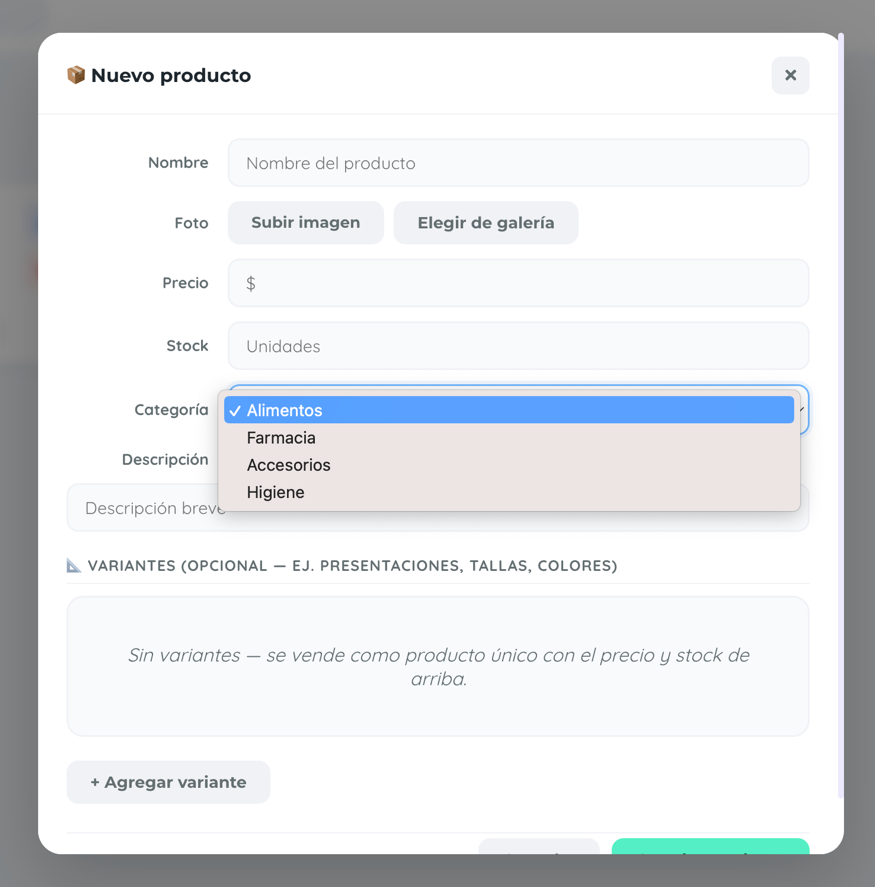 Nuevo producto
Nombre
Nombre del producto
Foto
Subir imagen
Elegir de galería
Precio
$
Stock
Unidades
Categoría
✓ Alimentos
Farmacia
Accesorios
Higiene
Descripción
Descripción breve
VARIANTES (OPCIONAL — EJ. PRESENTACIONES, TALLAS, COLORES)
Sin variantes — se vende como producto único con el precio y stock de
arriba.
+ Agregar variante